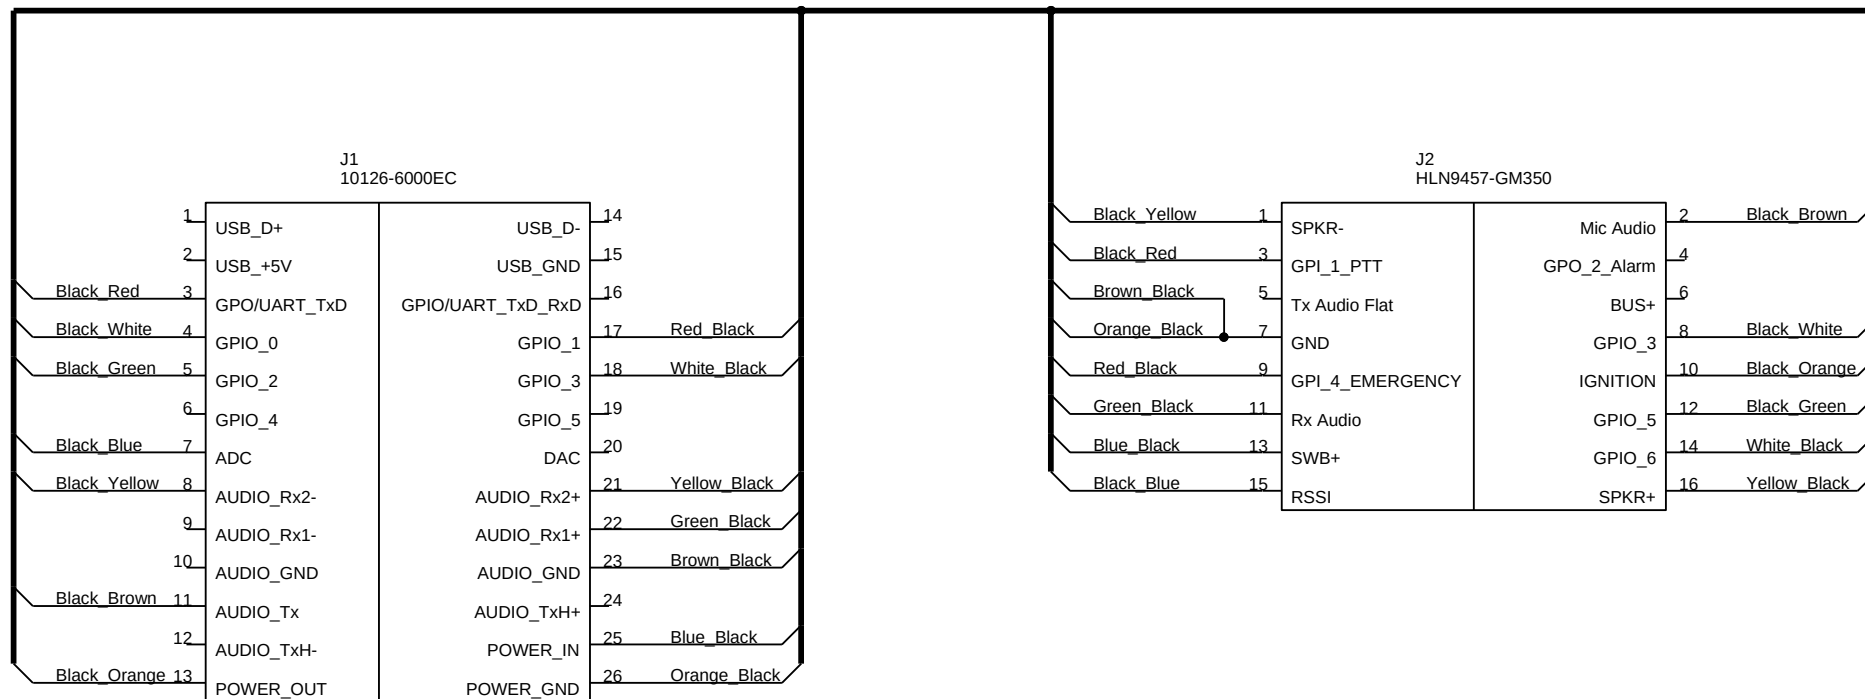 J1
10126-6000EC
1 USB_D+ USB_D- 14
2 USB_+5V USB_GND 15
Black_Red 3 GPO/UART_TxD GPIO/UART_TxD_RxD 16
Black_White 4 GPIO_0 GPIO_1 17 Red_Black
Black_Green 5 GPIO_2 GPIO_3 18 White_Black
6 GPIO_4 GPIO_5 19
Black_Blue 7 ADC DAC 20
Black_Yellow 8 AUDIO_Rx2- AUDIO_Rx2+ 21 Yellow_Black
9 AUDIO_Rx1- AUDIO_Rx1+ 22 Green_Black
10 AUDIO_GND AUDIO_GND 23 Brown_Black
Black_Brown 11 AUDIO_Tx AUDIO_TxH+ 24
12 AUDIO_TxH- POWER_IN 25 Blue_Black
Black_Orange 13 POWER_OUT POWER_GND 26 Orange_Black
J2
HLN9457-GM350
Black_Yellow 1 SPKR- Mic Audio 2 Black_Brown
Black_Red 3 GPI_1_PTT GPO_2_Alarm 4
Brown_Black 5 Tx Audio Flat BUS+ 6
Orange_Black 7 GND GPIO_3 8 Black_White
Red_Black 9 GPI_4_EMERGENCY IGNITION 10 Black_Orange
Green_Black 11 Rx Audio GPIO_5 12 Black_Green
Blue_Black 13 SWB+ GPIO_6 14 White_Black
Black_Blue 15 RSSI SPKR+ 16 Yellow_Black